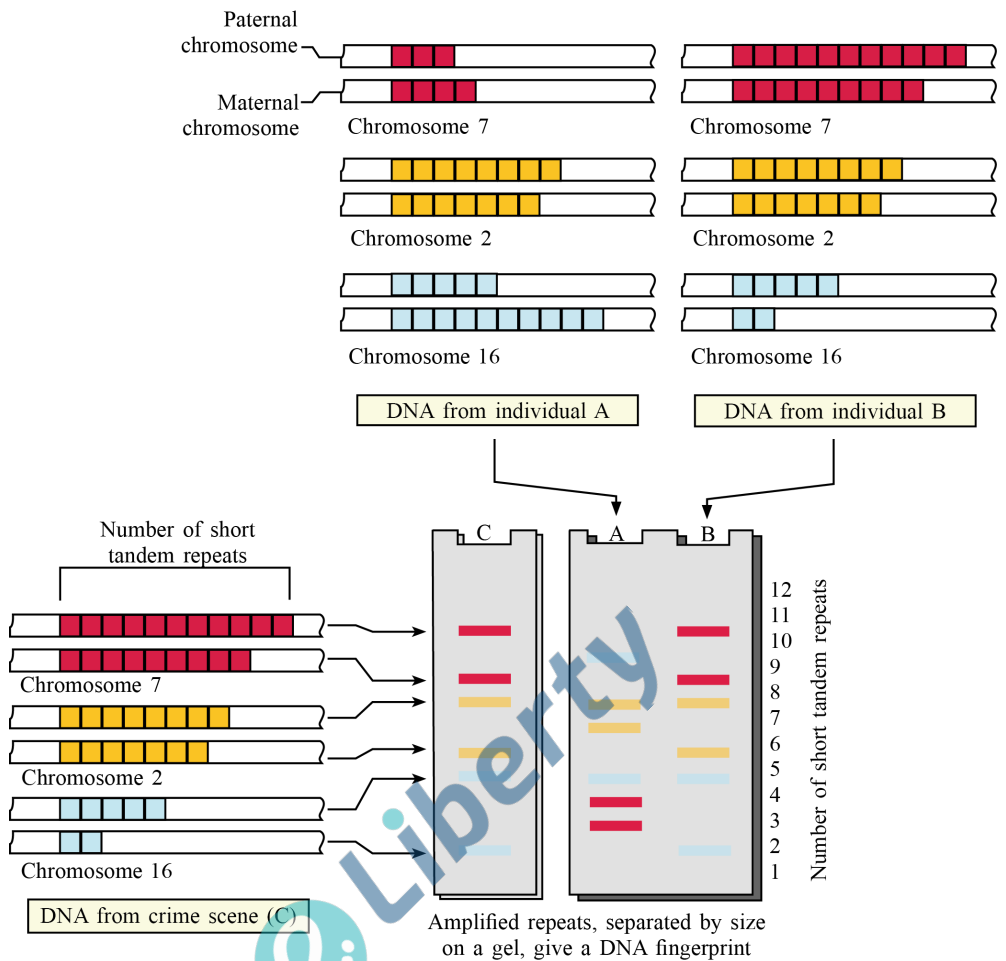 Paternal
chromosome
Maternal
chromosome
Chromosome 7
Chromosome 7
Chromosome 2
Chromosome 2
Chromosome 16
Chromosome 16
DNA from individual A
DNA from individual B
Number of short
tandem repeats
Chromosome 7
Chromosome 2
Chromosome 16
DNA from crime scene (C)
C
A
B
12
11
10
9
8
7
6
5
4
3
2
1
Number of short tandem repeats
Amplified repeats, separated by size
on a gel, give a DNA fingerprint
Liberty